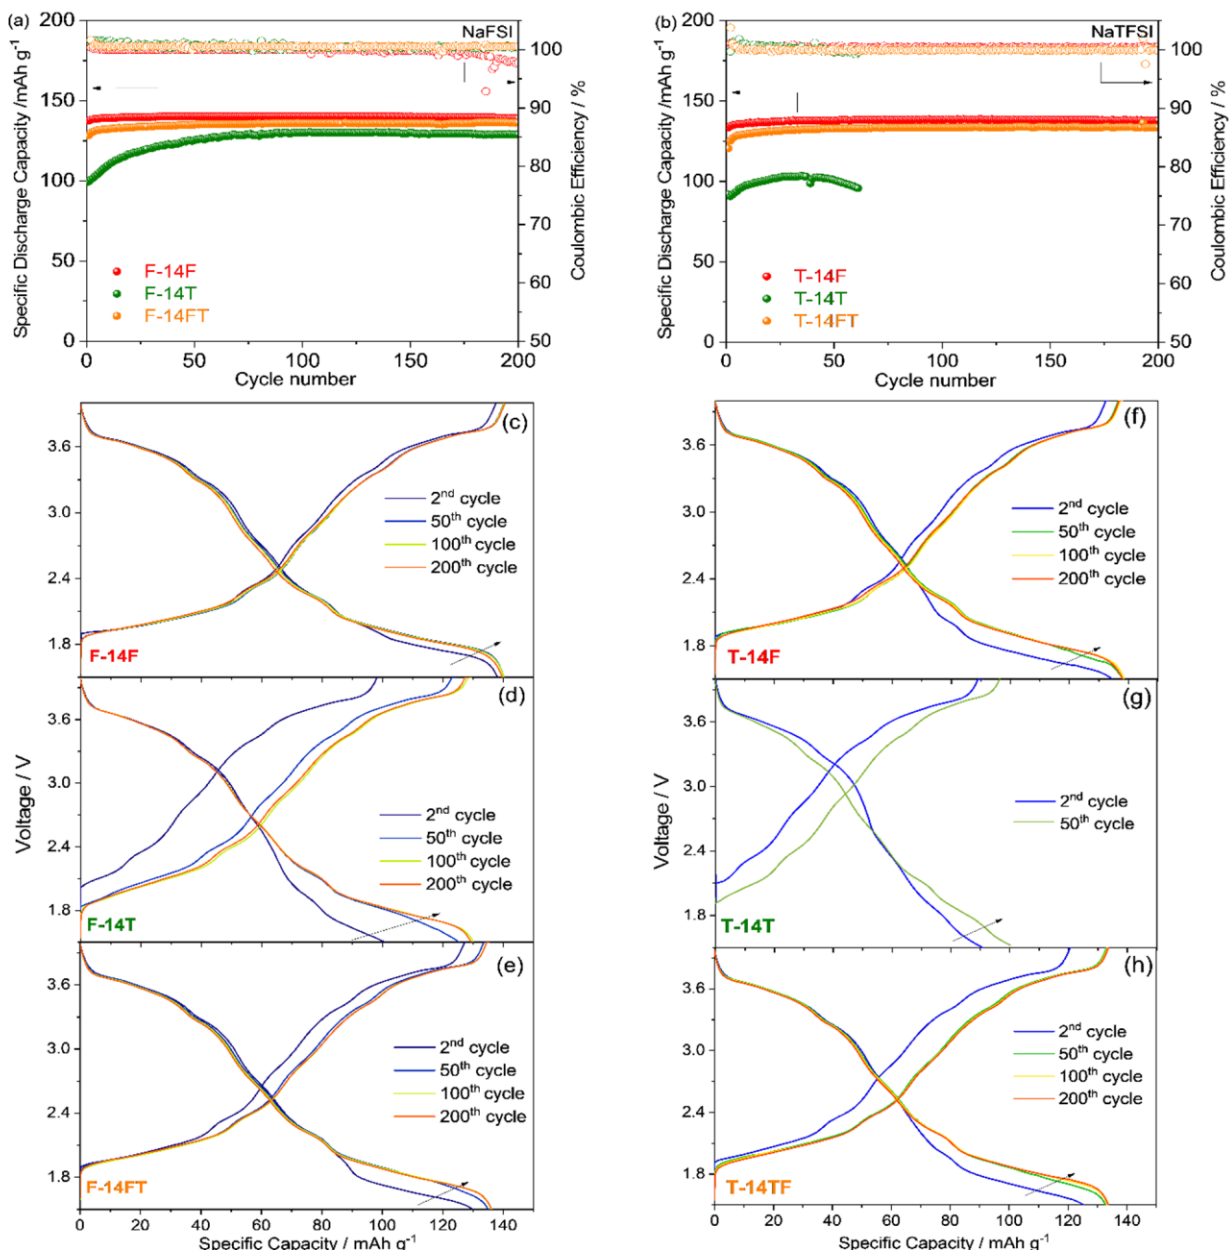 (a)
NaFSI
Specific Discharge Capacity /mAh g⁻¹
200
150
100
50
0
Coulombic Efficiency / %
100
90
80
70
60
50
F-14F
F-14T
F-14FT
0 50 100 150 200
Cycle number
(b)
NaTFSI
Specific Discharge Capacity /mAh g⁻¹
200
150
100
50
0
Coulombic Efficiency / %
100
90
80
70
60
50
T-14F
T-14T
T-14FT
0 50 100 150 200
Cycle number
(c)
3.6
3.0
2.4
1.8
2nd cycle
50th cycle
100th cycle
200th cycle
F-14F
(f)
3.6
3.0
2.4
1.8
2nd cycle
50th cycle
100th cycle
200th cycle
T-14F
(d)
Voltage / V
3.6
3.0
2.4
1.8
2nd cycle
50th cycle
100th cycle
200th cycle
F-14T
(g)
Voltage / V
3.6
3.0
2.4
1.8
2nd cycle
50th cycle
T-14T
(e)
3.6
3.0
2.4
1.8
2nd cycle
50th cycle
100th cycle
200th cycle
F-14FT
0 20 40 60 80 100 120 140
Specific Capacity / mAh g⁻¹
(h)
3.6
3.0
2.4
1.8
2nd cycle
50th cycle
100th cycle
200th cycle
T-14TF
0 20 40 60 80 100 120 140
Specific Capacity / mAh g⁻¹